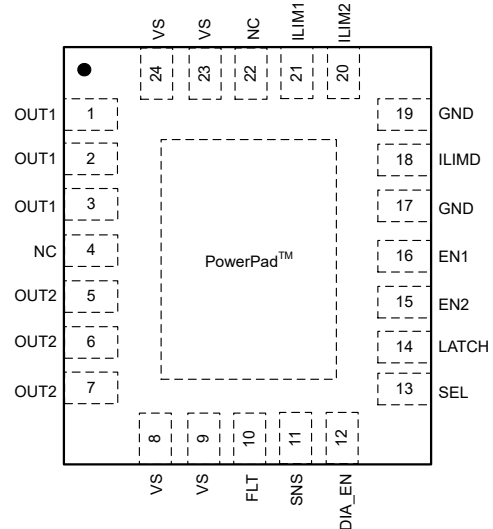 VS
VS
NC
ILIM1
ILIM2
24
23
22
21
20
OUT1 1
19 GND
OUT1 2
18 ILIMD
OUT1 3
17 GND
NC 4
16 EN1
PowerPad™
OUT2 5
15 EN2
OUT2 6
14 LATCH
OUT2 7
13 SEL
8
9
10
11
12
VS
VS
FLT
SNS
DIA_EN